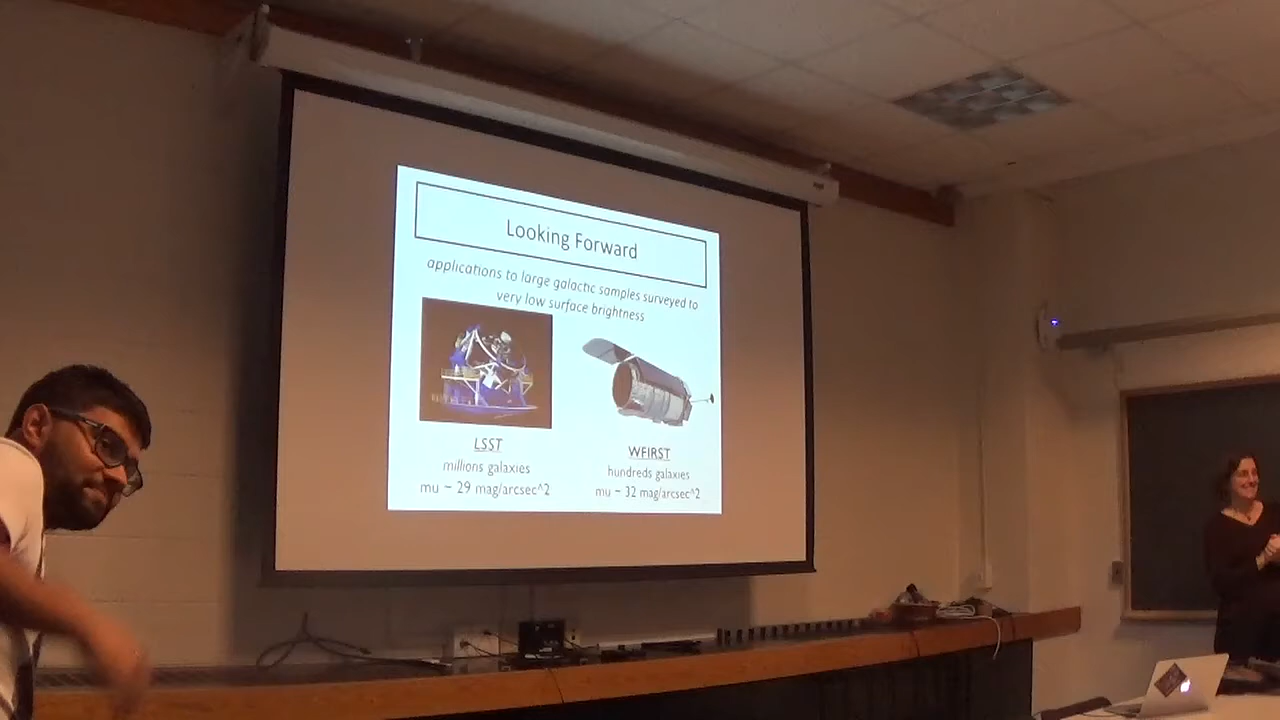 Looking Forward
applications to large galactic samples surveyed to
very low surface brightness
LSST
millions galaxies
mu ~ 29 mag/arcsec^2
WFIRST
hundreds galaxies
mu ~ 32 mag/arcsec^2